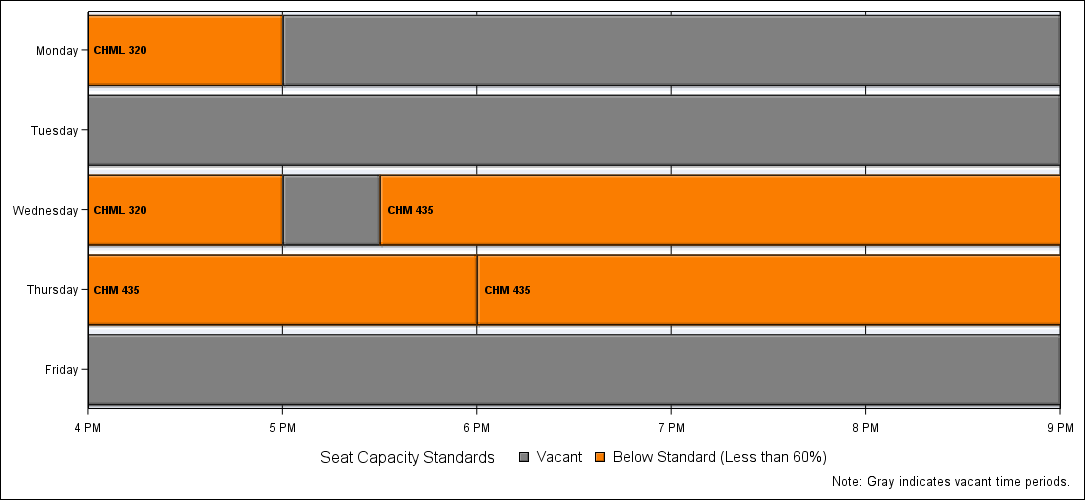 Monday
CHML 320
Tuesday
Wednesday
CHML 320
CHM 435
Thursday
CHM 435
CHM 435
Friday
4 PM
5 PM
6 PM
7 PM
8 PM
9 PM
Seat Capacity Standards
Vacant
Below Standard (Less than 60%)
Note: Gray indicates vacant time periods.